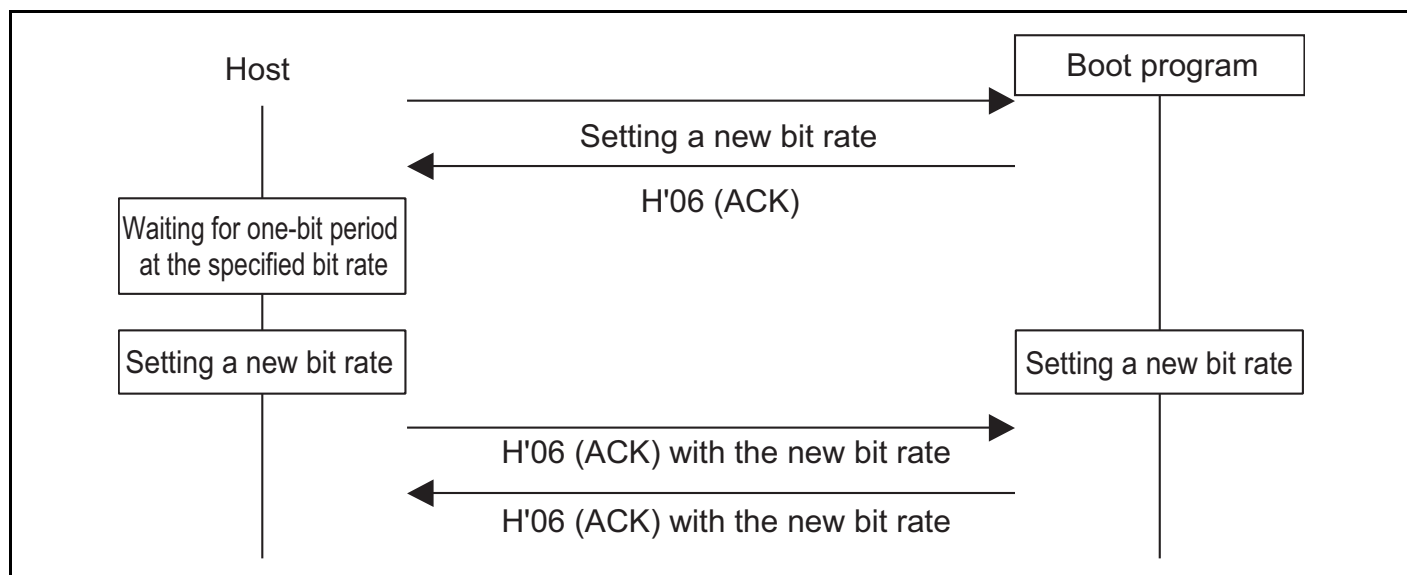 Host
Boot program
Setting a new bit rate
H'06 (ACK)
Waiting for one-bit period
at the specified bit rate
Setting a new bit rate
Setting a new bit rate
H'06 (ACK) with the new bit rate
H'06 (ACK) with the new bit rate